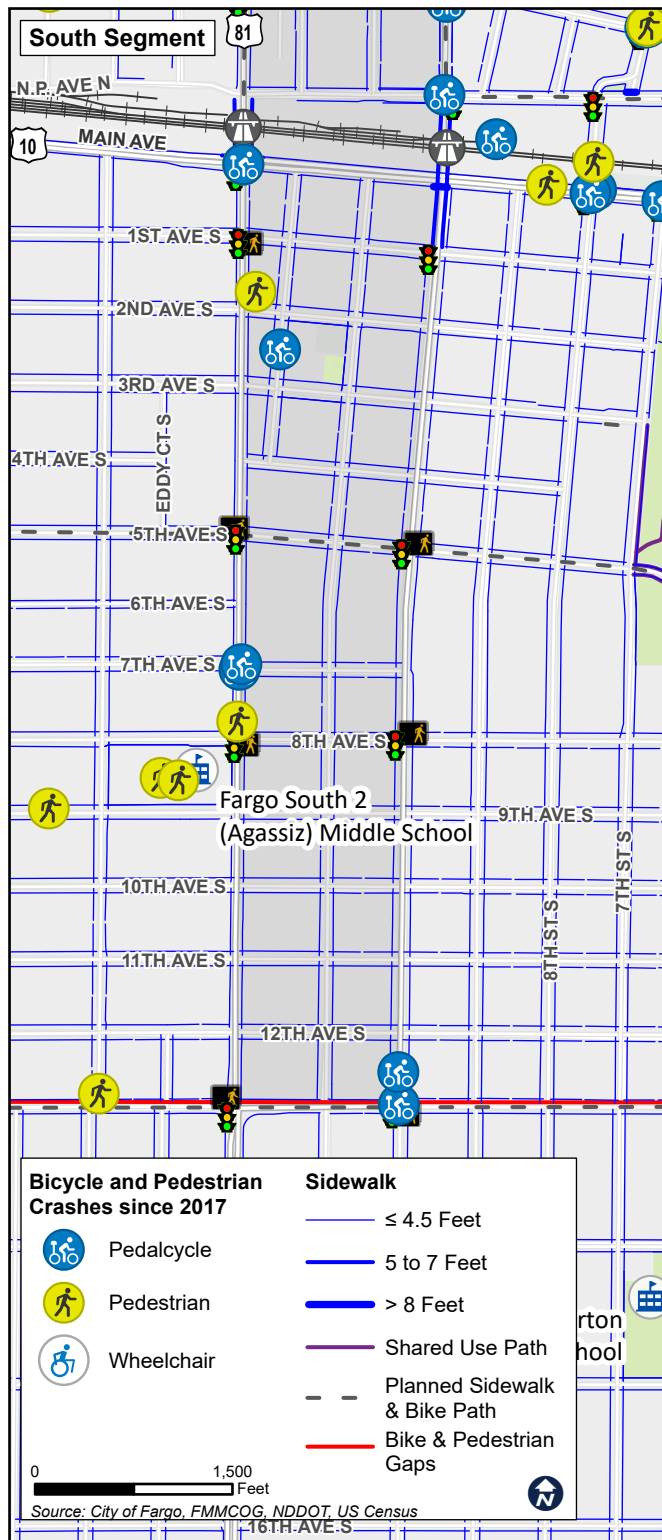 South Segment
81
N.P. AVE N
MAIN AVE
10
1ST AVE S
2ND AVE S
3RD AVE S
EDDY CT S
4TH AVE S
5TH AVE S
6TH AVE S
7TH AVE S
8TH AVE S
Fargo South 2
(Agassiz) Middle School
9TH AVE S
7TH ST S
10TH AVE S
8TH ST S
11TH AVE S
12TH AVE S
Bicycle and Pedestrian
Crashes since 2017
Pedalcycle
Pedestrian
Wheelchair
Sidewalk
≤ 4.5 Feet
5 to 7 Feet
> 8 Feet
Shared Use Path
Planned Sidewalk
& Bike Path
Bike & Pedestrian
Gaps
rton
hool
0 1,500
Feet
N
Source: City of Fargo, FMMCOG, NDDOT, US Census
16TH AVE S